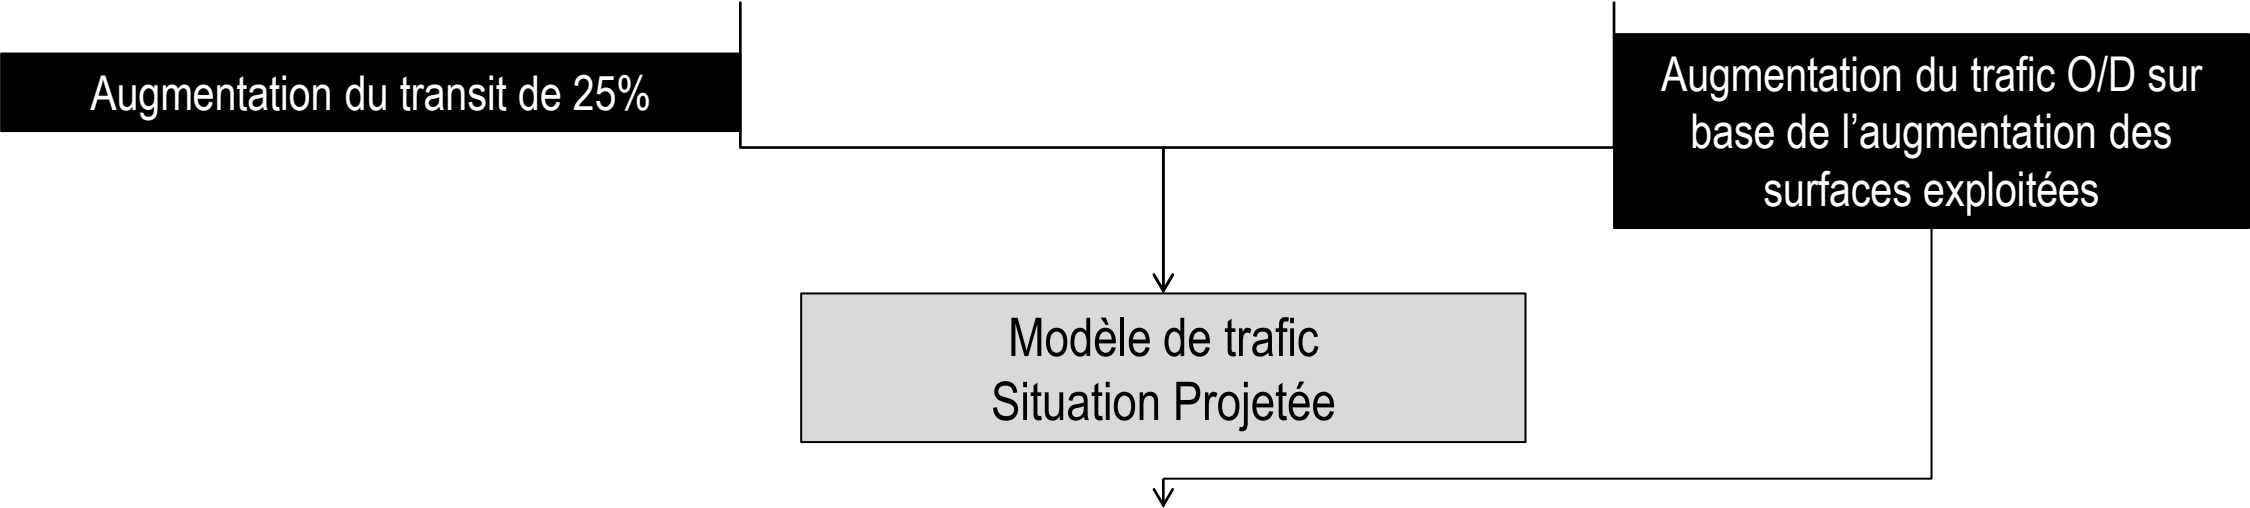 Augmentation du transit de 25%
Augmentation du trafic O/D sur
base de l’augmentation des
surfaces exploitées
Modèle de trafic
Situation Projetée